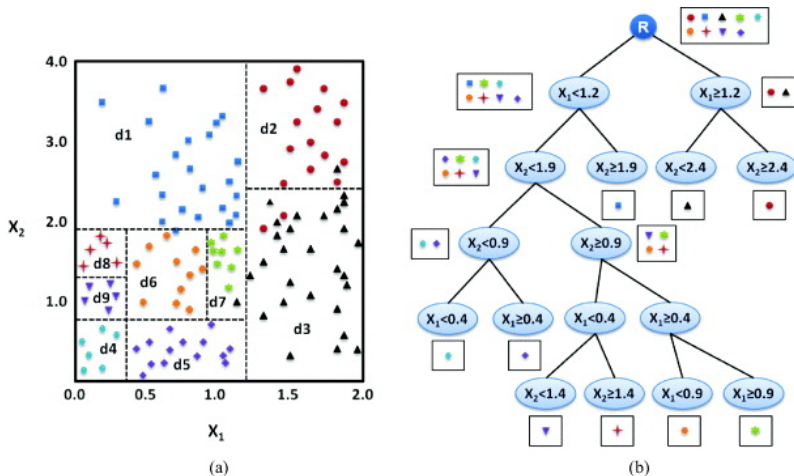 4.0
3.0
2.0
1.0
X2
d1
d2
d8
d6
d9
d7
d3
d4
d5
0.0 0.5 1.0 1.5 2.0
X1
(a)
R
X1<1.2 X1≥1.2
X2<1.9 X2≥1.9 X2<2.4 X2≥2.4
X2<0.9 X2≥0.9
X1<0.4 X1≥0.4 X1<0.4 X1≥0.4
X2<1.4 X2≥1.4 X1<0.9 X1≥0.9
(b)